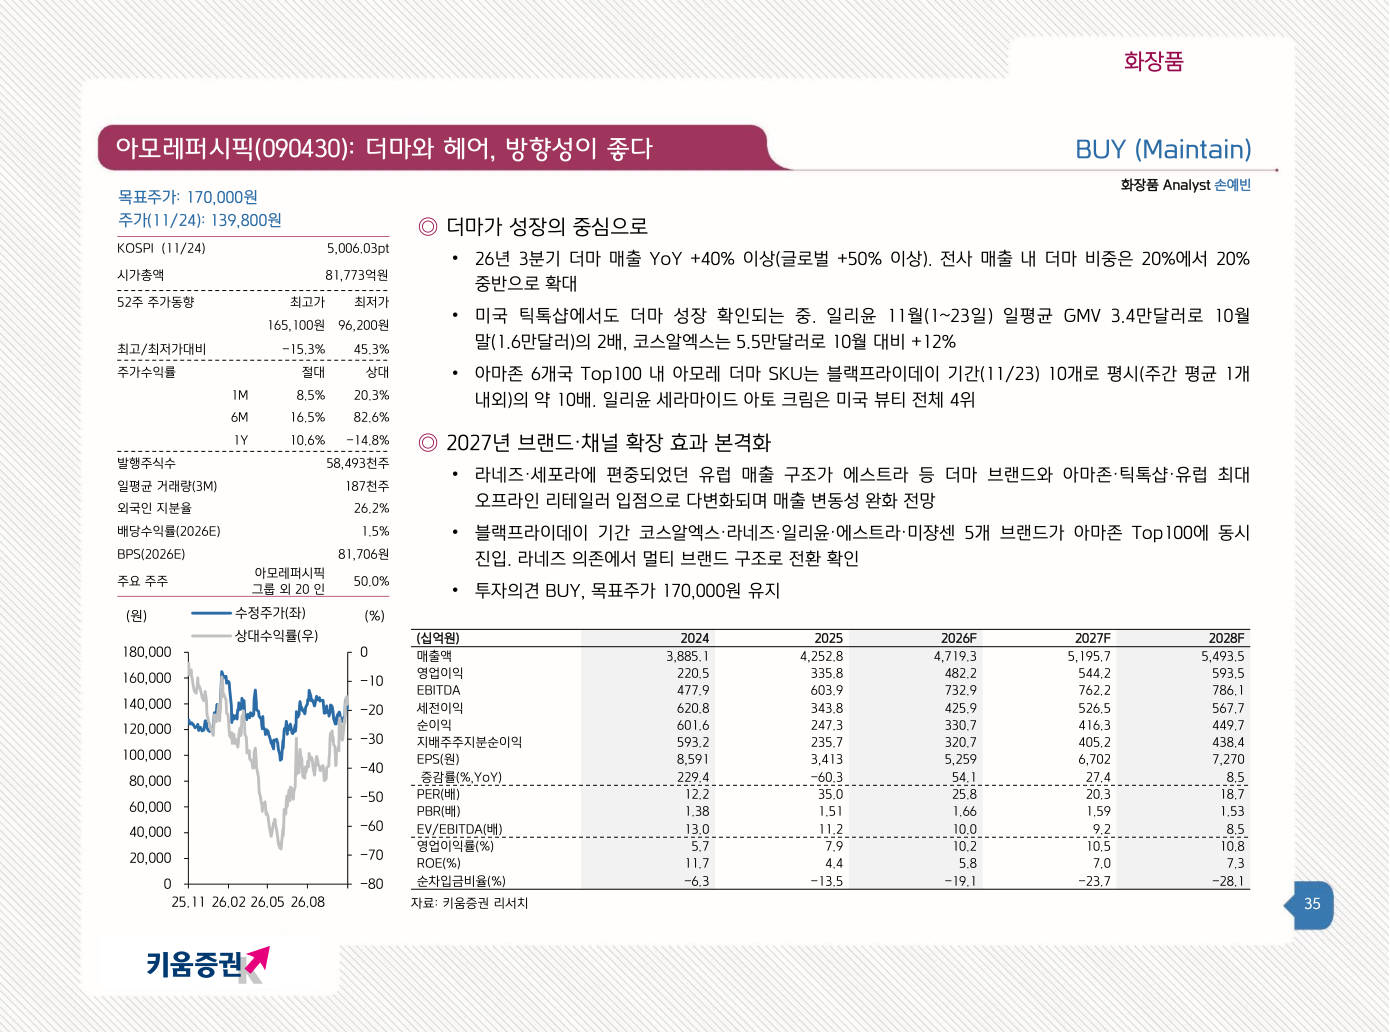 화장품
아모레퍼시픽(090430): 더마와 헤어, 방향성이 좋다
BUY (Maintain)
화장품 Analyst 손예빈
목표주가: 170,000원
주가(11/24): 139,800원
KOSPI (11/24) 5,006.03pt
시가총액 81,773억원
52주 주가동향 최고가 최저가
165,100원 96,200원
최고/최저가대비 -15.3% 45.3%
주가수익률 절대 상대
1M 8.5% 20.3%
6M 16.5% 82.6%
1Y 10.6% -14.8%
발행주식수 58,493천주
일평균 거래량(3M) 187천주
외국인 지분율 26.2%
배당수익률(2026E) 1.5%
BPS(2026E) 81,706원
주요 주주 아모레퍼시픽 그룹 외 20 인 50.0%
(원) 수정주가(좌) (%)
상대수익률(우)
180,000 0
160,000 -10
140,000 -20
120,000 -30
100,000 -40
80,000 -50
60,000 -60
40,000 -70
20,000 -80
0
25.11 26.02 26.05 26.08
◎ 더마가 성장의 중심으로
• 26년 3분기 더마 매출 YoY +40% 이상(글로벌 +50% 이상). 전사 매출 내 더마 비중은 20%에서 20%
중반으로 확대
• 미국 틱톡샵에서도 더마 성장 확인되는 중. 일리윤 11월(1~23일) 일평균 GMV 3.4만달러로 10월
말(1.6만달러)의 2배, 코스알엑스는 5.5만달러로 10월 대비 +12%
• 아마존 6개국 Top100 내 아모레 더마 SKU는 블랙프라이데이 기간(11/23) 10개로 평시(주간 평균 1개
내외)의 약 10배. 일리윤 세라마이드 아토 크림은 미국 뷰티 전체 4위
◎ 2027년 브랜드·채널 확장 효과 본격화
• 라네즈·세포라에 편중되었던 유럽 매출 구조가 에스트라 등 더마 브랜드와 아마존·틱톡샵·유럽 최대
오프라인 리테일러 입점으로 다변화되며 매출 변동성 완화 전망
• 블랙프라이데이 기간 코스알엑스·라네즈·일리윤·에스트라·미쟝센 5개 브랜드가 아마존 Top100에 동시
진입. 라네즈 의존에서 멀티 브랜드 구조로 전환 확인
• 투자의견 BUY, 목표주가 170,000원 유지
(십억원) 2024 2025 2026F 2027F 2028F
매출액 3,885.1 4,252.8 4,719.3 5,195.7 5,493.5
영업이익 220.5 335.8 482.2 544.2 593.5
EBITDA 477.9 603.9 732.9 762.2 786.1
세전이익 620.8 343.8 425.9 526.5 567.7
순이익 601.6 247.3 330.7 416.3 449.7
지배주주지분순이익 593.2 235.7 320.7 405.2 438.4
EPS(원) 8,591 3,413 5,259 6,702 7,270
증감률(%,YoY) 229.4 -60.3 54.1 27.4 8.5
PER(배) 12.2 35.0 25.8 20.3 18.7
PBR(배) 1.38 1.51 1.66 1.59 1.53
EV/EBITDA(배) 13.0 11.2 10.0 9.2 8.5
영업이익률(%) 5.7 7.9 10.2 10.5 10.8
ROE(%) 11.7 4.4 5.8 7.0 7.3
순차입금비율(%) -6.3 -13.5 -19.1 -23.7 -28.1
자료: 키움증권 리서치
35
키움증권